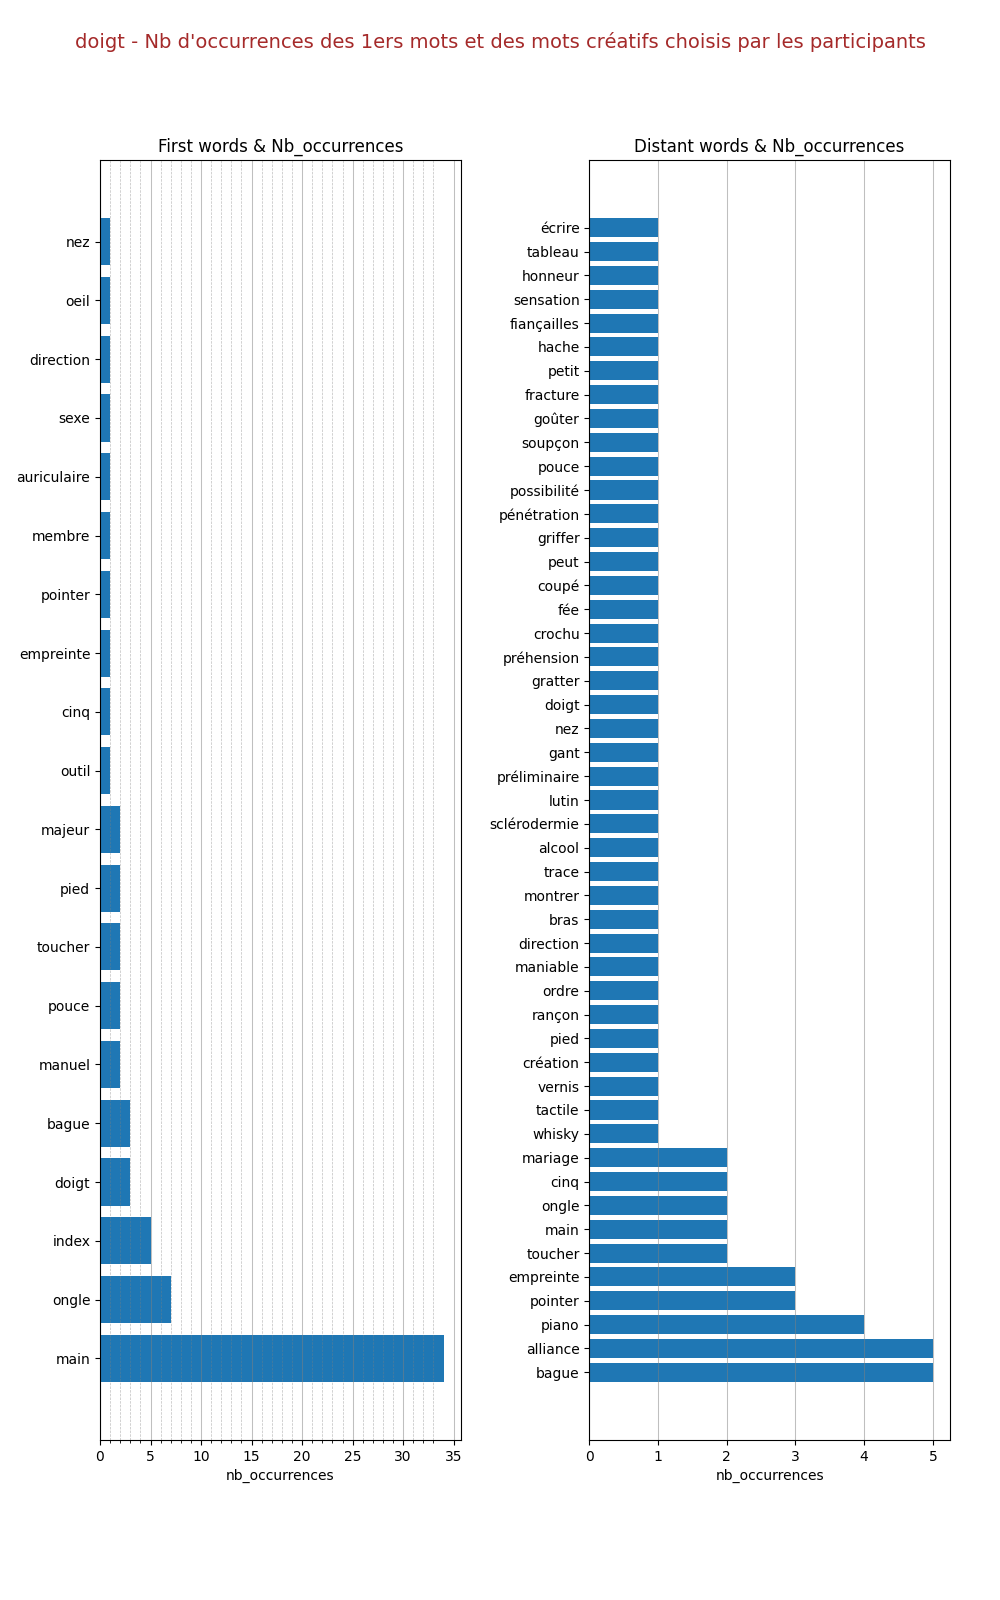 doigt - Nb d'occurrences des 1ers mots et des mots créatifs choisis par les participants
First words & Nb_occurrences
nez
oeil
direction
sexe
auriculaire
membre
pointer
empreinte
cinq
outil
majeur
pied
toucher
pouce
manuel
bague
doigt
index
ongle
main
0 5 10 15 20 25 30 35
nb_occurrences
Distant words & Nb_occurrences
écrire
tableau
honneur
sensation
fiançailles
hache
petit
fracture
goûter
soupçon
pouce
possibilité
pénétration
griffer
peut
coupé
fée
crochu
préhension
gratter
doigt
nez
gant
préliminaire
lutin
sclérodermie
alcool
trace
montrer
bras
direction
maniable
ordre
rançon
pied
création
vernis
tactile
whisky
mariage
cinq
ongle
main
toucher
empreinte
pointer
piano
alliance
bague
0 1 2 3 4 5
nb_occurrences